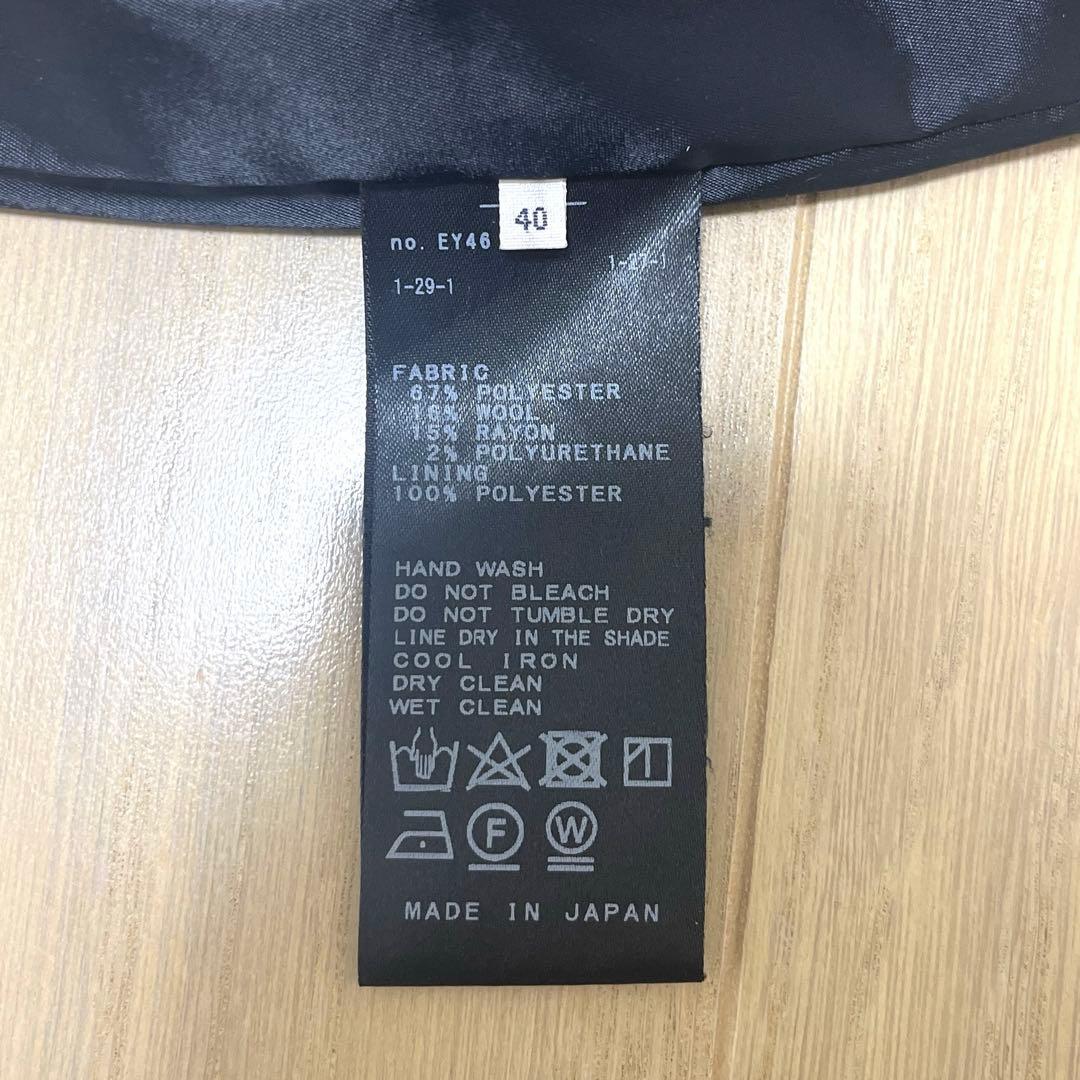 40
no. EY46
1-27-1
1-29-1
FABRIC
67% POLYESTER
16% WOOL
15% RAYON
2% POLYURETHANE
LINING
100% POLYESTER
HAND WASH
DO NOT BLEACH
DO NOT TUMBLE DRY
LINE DRY IN THE SHADE
COOL IRON
DRY CLEAN
WET CLEAN
F W
MADE IN JAPAN